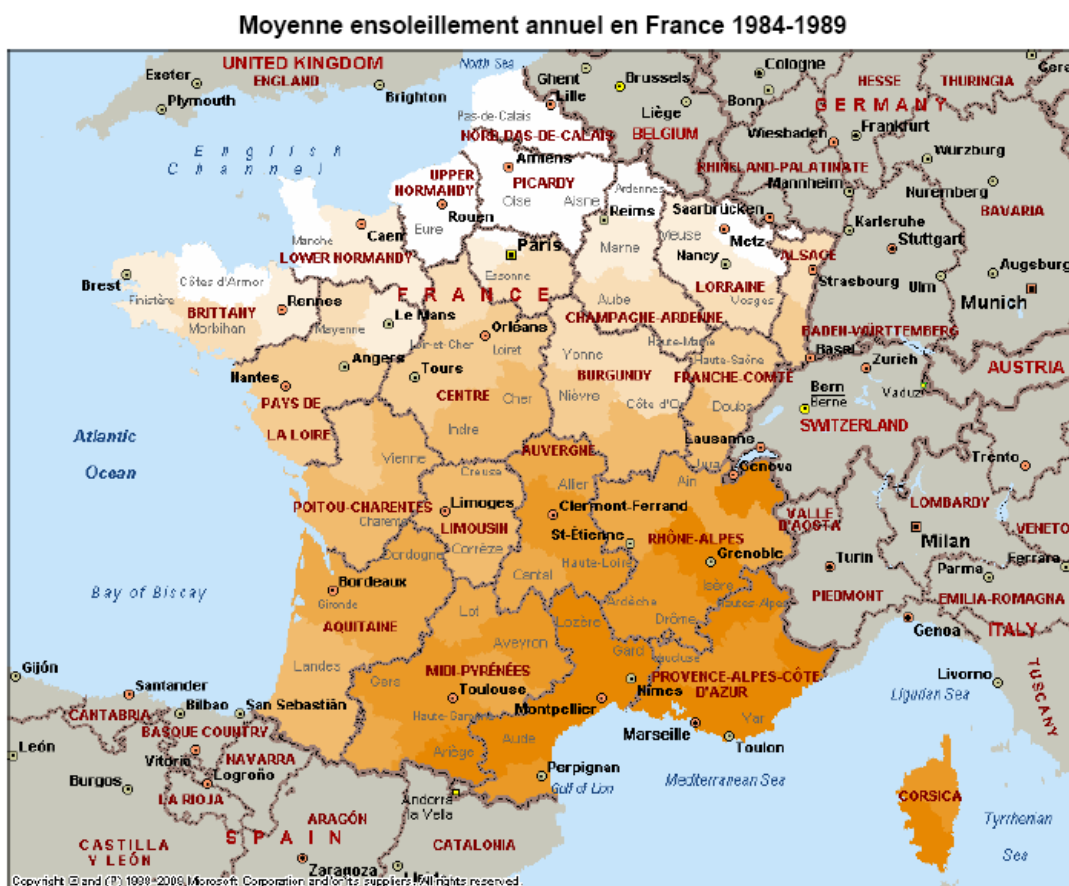 Moyenne ensoleillement annuel en France 1984-1989
UNITED KINGDOM
ENGLAND
Exeter
Plymouth
Brighton
North Sea
Ghent
Brussels
Lille
Liège
BELGIUM
Cologne
Bonn
HESSE
THURINGIA
GERMANY
Wiesbaden
Frankfurt
Würzburg
RHINELAND-PALATINATE
Mannheim
Nuremberg
BAVARIA
English
Channel
Pas-de-Calais
NORD-PAS-DE-CALAIS
Amiens
PICARDY
UPPER
NORMANDY
Oise
Aisne
Ardennes
Rouen
Reims
Eure
Saarbrücken
Karlsruhe
Stuttgart
Metz
Meuse
Caen
Manche
LOWER NORMANDY
Paris
Marne
Nancy
ALSACE
LORRAINE
Strasbourg
Ulm
Augsburg
Munich
Brest
Côtes d'Armor
Finistère
Rennes
BRITTANY
Morbihan
FRANCE
Essonne
Mayenne
Le Mans
Aube
Vosges
CHAMPAGNE-ARDENNE
Orléans
Loir-et-Cher
Loiret
BADEN-WÜRTTEMBERG
Haute-Marne
Haute-Saône
Basel
Zurich
AUSTRIA
Angers
Tours
Yonne
Nantes
PAYS DE
LA LOIRE
CENTRE
Cher
BURGUNDY
Nièvre
Côte d'Or
FRANCHE-COMTÉ
Doubs
Bern
Berne
Vaduz
SWITZERLAND
Atlantic
Ocean
Indre
Vienne
Lausanne
Jura
Geneva
Trento
AUVERGNE
Creuse
Allier
Ain
POITOU-CHARENTES
Charente
Limoges
LIMOUSIN
Clermont-Ferrand
St-Étienne
RHÔNE-ALPES
VALLE
D'AOSTA
LOMBARDY
Milan
VENETO
Dordogne
Corrèze
Grenoble
Turin
Parma
Ferrara
Bay of Biscay
Bordeaux
Gironde
Cantal
Haute-Loire
Isère
Ardèche
Hautes-Alpes
PIEDMONT
EMILIA-ROMAGNA
AQUITAINE
Lot
Lozère
Drôme
Genoa
ITALY
Aveyron
Gard
Vaucluse
Landes
Gers
MIDI-PYRÉNÉES
Toulouse
PROVENCE-ALPES-CÔTE
D'AZUR
Nîmes
Montpellier
Var
Livorno
Ligurian Sea
TUSCANY
Gijón
Santander
CANTABRIA
Bilbao
San Sebastián
BASQUE COUNTRY
Vitoria
NAVARRA
León
Burgos
Logroño
LA RIOJA
Ariège
Aude
Marseille
Toulon
Perpignan
Gulf of Lion
Mediterranean Sea
Andorra
la Vella
CORSICA
Tyrrhenian
Sea
ARAGÓN
SPAIN
CATALONIA
CASTILLA
Y LEÓN
Zaragoza